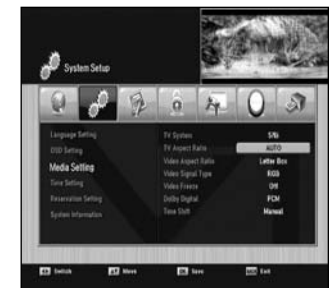 System Setup
Language Setting
OSD Setting
Media Setting
Time Setting
Reservation Setting
System Information
TV System 576i
TV Aspect Ratio AUTO
Video Aspect Ratio Letter Box
Video Signal Type RGB
Video Freeze Off
Dolby Digital PCM
Time Shift Manual
Switch Move OK Save Exit